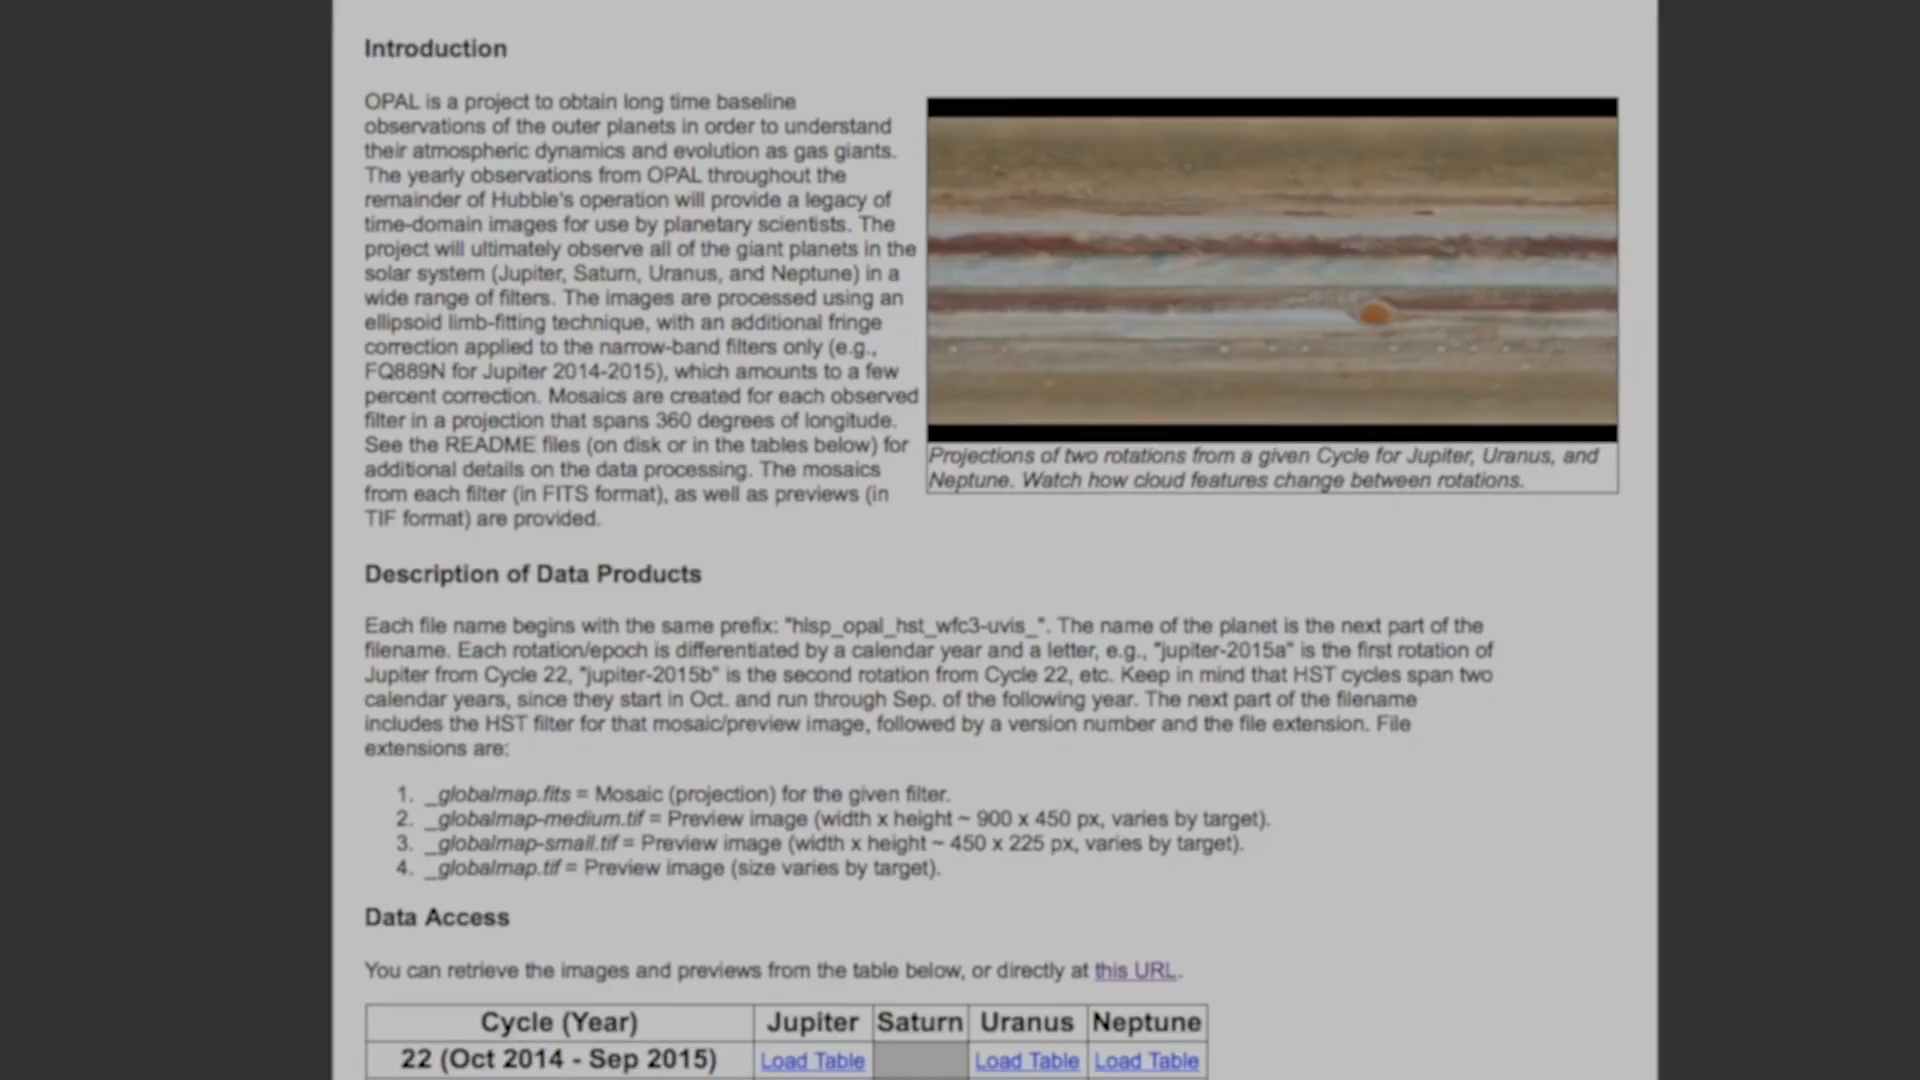 Introduction
OPAL is a project to obtain long time baseline
observations of the outer planets in order to understand
their atmospheric dynamics and evolution as gas giants.
The yearly observations from OPAL throughout the
remainder of Hubble's operation will provide a legacy of
time-domain images for use by planetary scientists. The
project will ultimately observe all of the giant planets in the
solar system (Jupiter, Saturn, Uranus, and Neptune) in a
wide range of filters. The images are processed using an
ellipsoid limb-fitting technique, with an additional fringe
correction applied to the narrow-band filters only (e.g.,
FQ889N for Jupiter 2014-2015), which amounts to a few
percent correction. Mosaics are created for each observed
filter in a projection that spans 360 degrees of longitude.
See the README files (on disk or in the tables below) for
additional details on the data processing. The mosaics
from each filter (in FITS format), as well as previews (in
TIF format) are provided.
Projections of two rotations from a given Cycle for Jupiter, Uranus, and
Neptune. Watch how cloud features change between rotations.
Description of Data Products
Each file name begins with the same prefix: "hlsp_opal_hst_wfc3-uvis_". The name of the planet is the next part of the
filename. Each rotation/epoch is differentiated by a calendar year and a letter, e.g., "jupiter-2015a" is the first rotation of
Jupiter from Cycle 22, "jupiter-2015b" is the second rotation from Cycle 22, etc. Keep in mind that HST cycles span two
calendar years, since they start in Oct. and run through Sep. of the following year. The next part of the filename
includes the HST filter for that mosaic/preview image, followed by a version number and the file extension. File
extensions are:
1. _globalmap.fits = Mosaic (projection) for the given filter.
2. _globalmap-medium.tif = Preview image (width x height ~ 900 x 450 px, varies by target).
3. _globalmap-small.tif = Preview image (width x height ~ 450 x 225 px, varies by target).
4. _globalmap.tif = Preview image (size varies by target).
Data Access
You can retrieve the images and previews from the table below, or directly at this URL.
Cycle (Year) Jupiter Saturn Uranus Neptune
22 (Oct 2014 - Sep 2015) Load Table Load Table Load Table